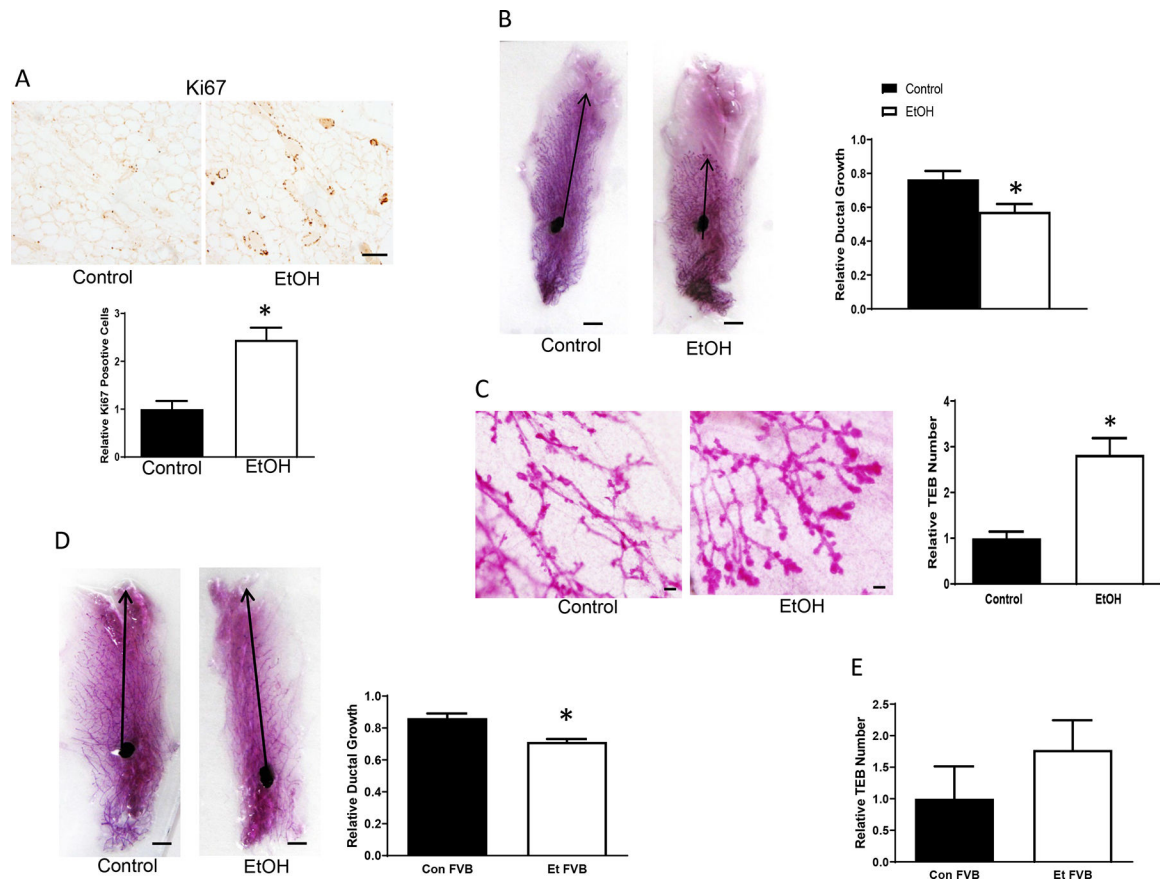 A
Ki67
Control
EtOH
Relative Ki67 Posotive Cells
3
2
1
0
*
Control
EtOH
B
Control
EtOH
Control
EtOH
Relative Ductal Growth
1.0
0.8
0.6
0.4
0.2
0.0
*
C
Control
EtOH
Relative TEB Number
4
3
2
1
0
*
Control
EtOH
D
Control
EtOH
Relative Ductal Growth
1.0
0.8
0.6
0.4
0.2
0.0
*
Con FVB
Et FVB
E
Relative TEB Number
2.5
2.0
1.5
1.0
0.5
0.0
Con FVB
Et FVB